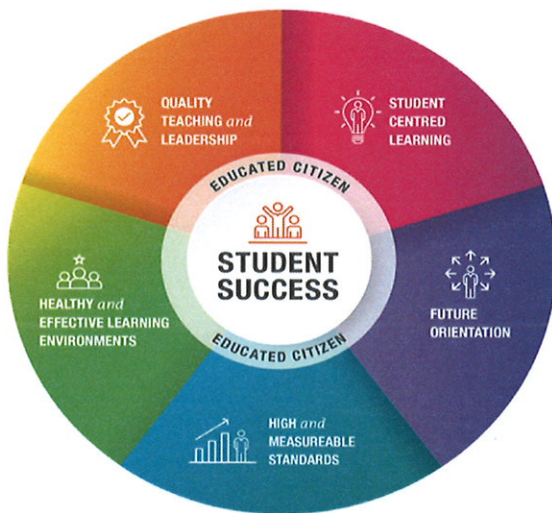 QUALITY
TEACHING and
LEADERSHIP
STUDENT
CENTRED
LEARNING
EDUCATED CITIZEN
STUDENT
SUCCESS
EDUCATED CITIZEN
HEALTHY and
EFFECTIVE LEARNING
ENVIRONMENTS
FUTURE
ORIENTATION
HIGH and
MEASUREABLE
STANDARDS